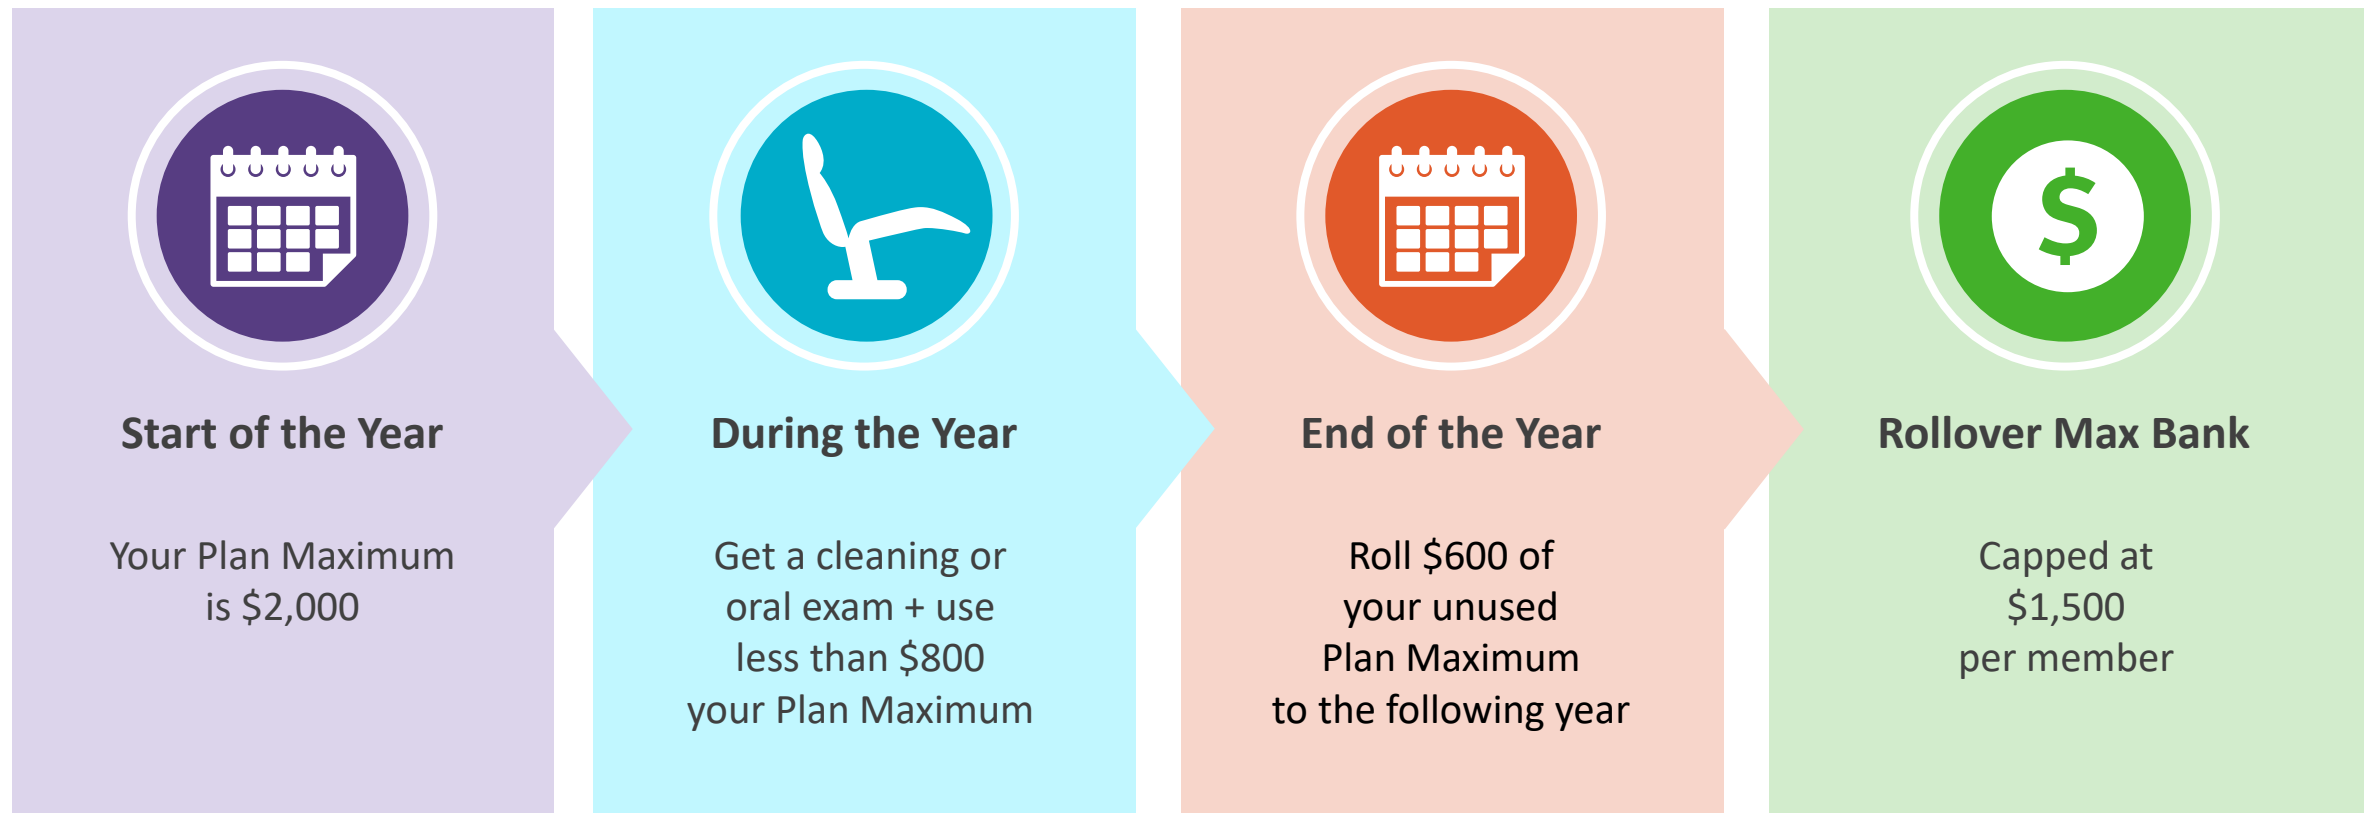 Start of the Year
Your Plan Maximum
is $2,000
During the Year
Get a cleaning or
oral exam + use
less than $800
your Plan Maximum
End of the Year
Roll $600 of
your unused
Plan Maximum
to the following year
$
Rollover Max Bank
Capped at
$1,500
per member